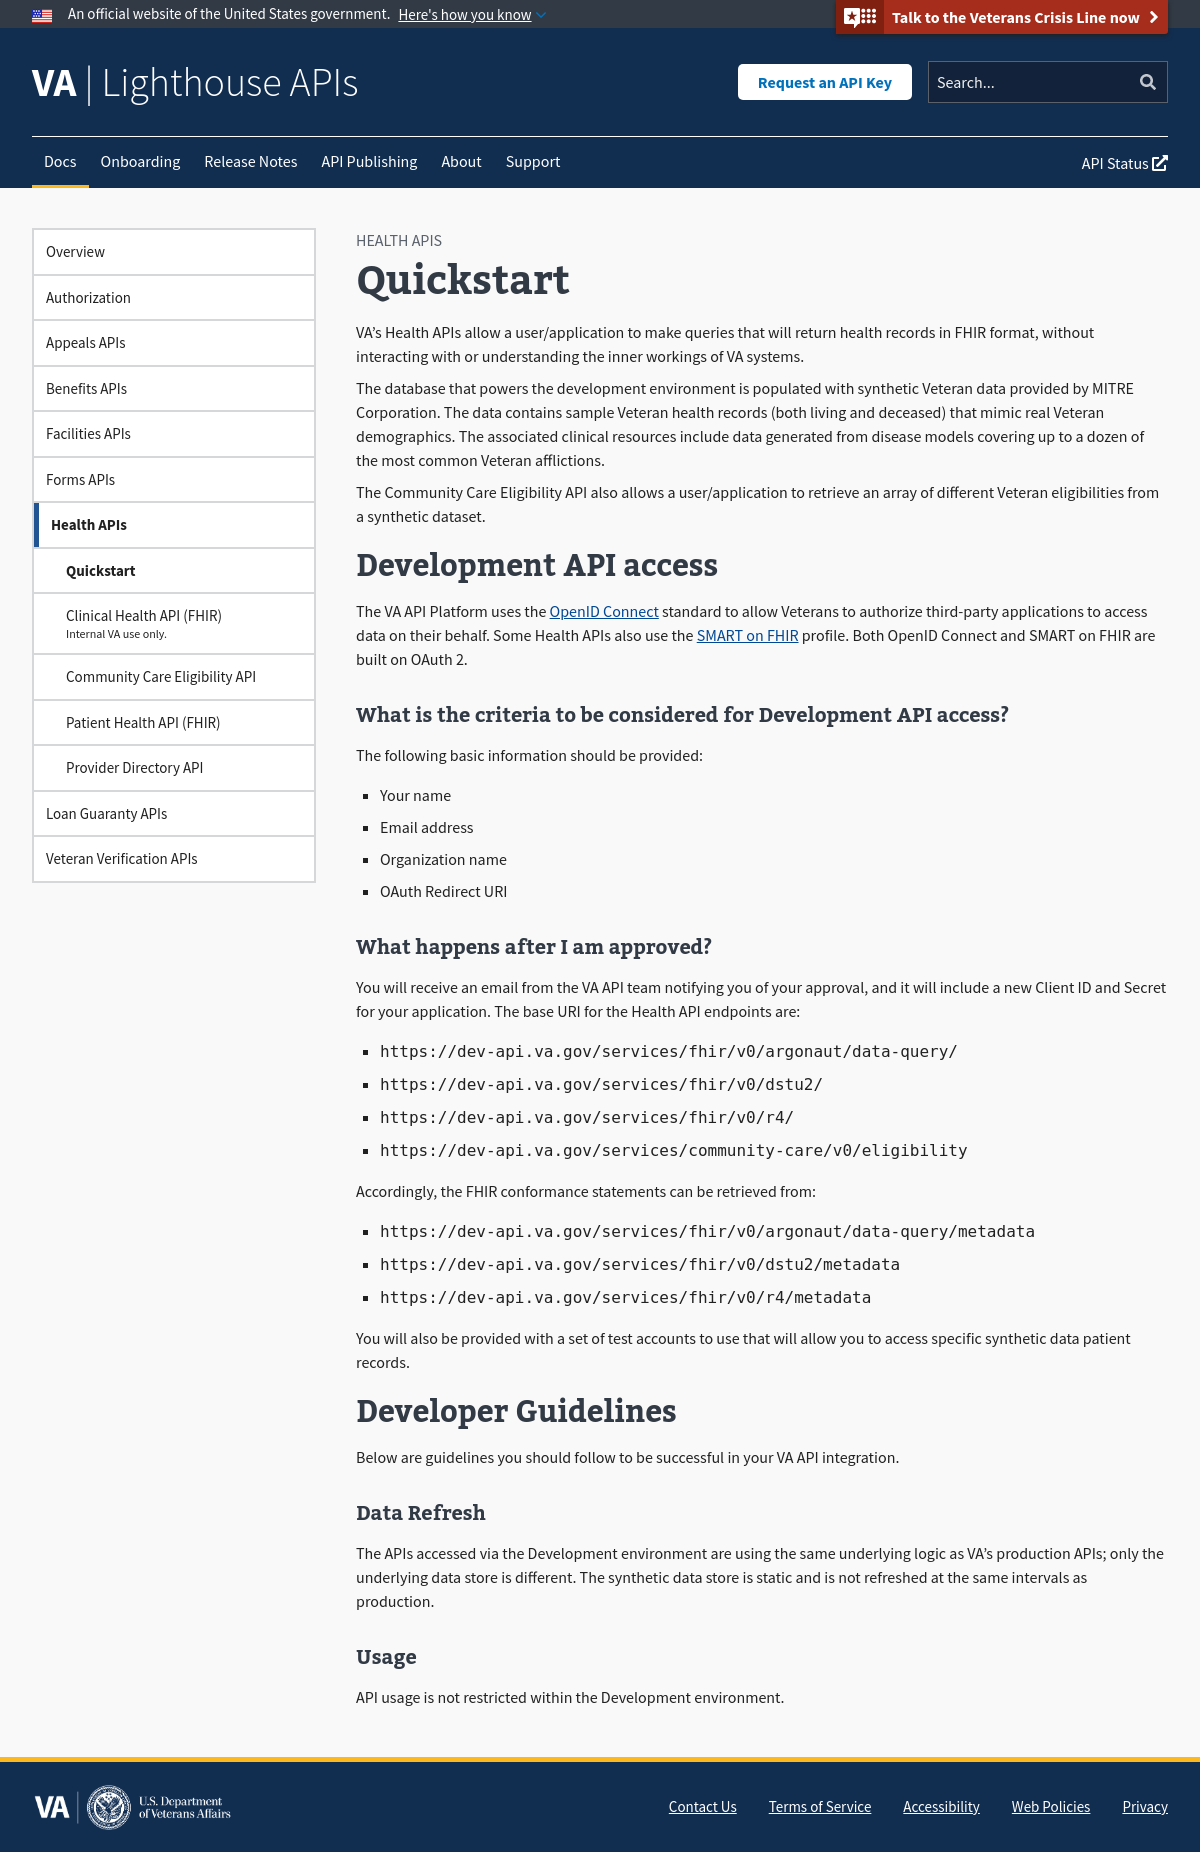 An official website of the United States government. Here's how you know
Talk to the Veterans Crisis Line now
VA | Lighthouse APIs
Request an API Key
Search...
Docs Onboarding Release Notes API Publishing About Support
API Status
Overview
Authorization
Appeals APIs
Benefits APIs
Facilities APIs
Forms APIs
Health APIs
Quickstart
Clinical Health API (FHIR)
Internal VA use only.
Community Care Eligibility API
Patient Health API (FHIR)
Provider Directory API
Loan Guaranty APIs
Veteran Verification APIs
HEALTH APIS
Quickstart
VA’s Health APIs allow a user/application to make queries that will return health records in FHIR format, without
interacting with or understanding the inner workings of VA systems.
The database that powers the development environment is populated with synthetic Veteran data provided by MITRE
Corporation. The data contains sample Veteran health records (both living and deceased) that mimic real Veteran
demographics. The associated clinical resources include data generated from disease models covering up to a dozen of
the most common Veteran afflictions.
The Community Care Eligibility API also allows a user/application to retrieve an array of different Veteran eligibilities from
a synthetic dataset.
Development API access
The VA API Platform uses the OpenID Connect standard to allow Veterans to authorize third-party applications to access
data on their behalf. Some Health APIs also use the SMART on FHIR profile. Both OpenID Connect and SMART on FHIR are
built on OAuth 2.
What is the criteria to be considered for Development API access?
The following basic information should be provided:
Your name
Email address
Organization name
OAuth Redirect URI
What happens after I am approved?
You will receive an email from the VA API team notifying you of your approval, and it will include a new Client ID and Secret
for your application. The base URI for the Health API endpoints are:
https://dev-api.va.gov/services/fhir/v0/argonaut/data-query/
https://dev-api.va.gov/services/fhir/v0/dstu2/
https://dev-api.va.gov/services/fhir/v0/r4/
https://dev-api.va.gov/services/community-care/v0/eligibility
Accordingly, the FHIR conformance statements can be retrieved from:
https://dev-api.va.gov/services/fhir/v0/argonaut/data-query/metadata
https://dev-api.va.gov/services/fhir/v0/dstu2/metadata
https://dev-api.va.gov/services/fhir/v0/r4/metadata
You will also be provided with a set of test accounts to use that will allow you to access specific synthetic data patient
records.
Developer Guidelines
Below are guidelines you should follow to be successful in your VA API integration.
Data Refresh
The APIs accessed via the Development environment are using the same underlying logic as VA’s production APIs; only the
underlying data store is different. The synthetic data store is static and is not refreshed at the same intervals as
production.
Usage
API usage is not restricted within the Development environment.
VA
U.S. Department
of Veterans Affairs
Contact Us Terms of Service Accessibility Web Policies Privacy